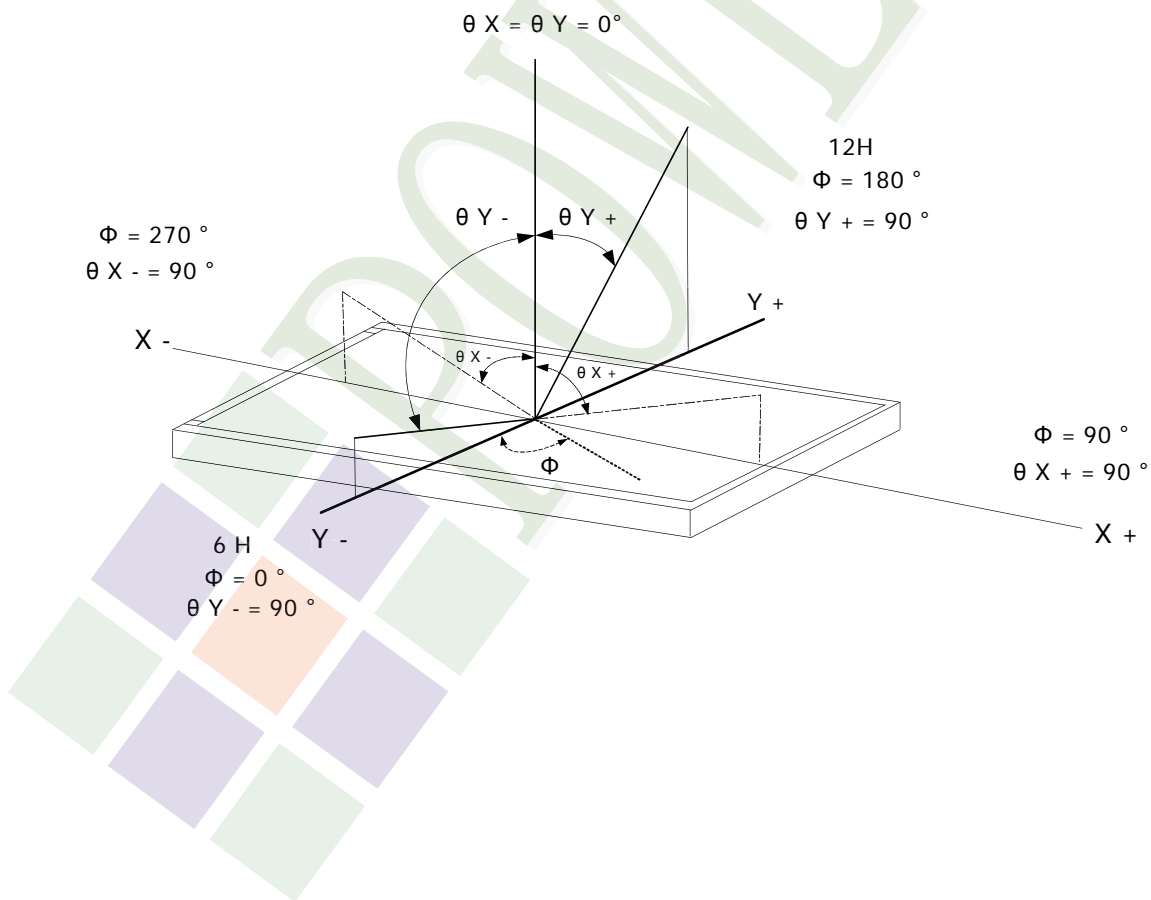 θ X = θ Y = 0°
12H
Φ = 180 °
θ Y + = 90 °
θ Y -
θ Y +
Φ = 270 °
θ X - = 90 °
Y +
X -
θ X -
θ X +
Φ = 90 °
θ X + = 90 °
Φ
X +
Y -
6 H
Φ = 0 °
θ Y - = 90 °